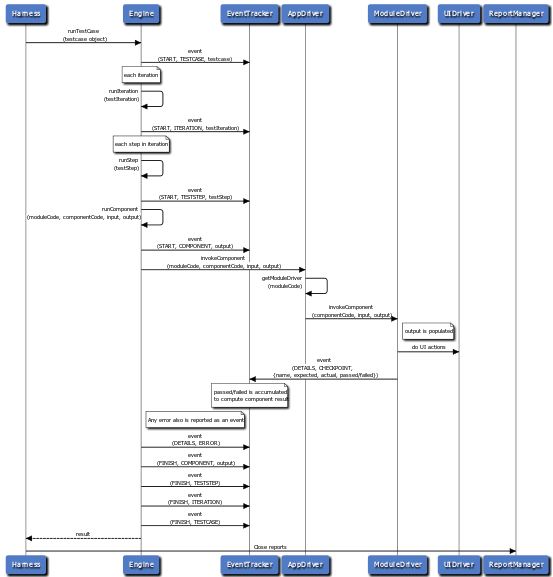 Harness Engine EventTracker AppDriver ModuleDriver UIDriver ReportManager
runTestCase
(testcase object)
event
(START, TESTCASE, testcase)
each iteration
runIteration
(testIteration)
event
(START, ITERATION, testIteration)
each step in iteration
runStep
(testStep)
event
(START, TESTSTEP, testStep)
runComponent
(moduleCode, componentCode, input, output)
event
(START, COMPONENT, output)
invokeComponent
(moduleCode, componentCode, input, output)
getModuleDriver
(moduleCode)
invokeComponent
(componentCode, input, output)
output is populated
do UI actions
event
(DETAILS, CHECKPOINT,
{name, expected, actual, passed/failed})
passed/failed is accumulated
to compute component result
Any error also is reported as an event
event
(DETAILS, ERROR)
event
(FINISH, COMPONENT, output)
event
(FINISH, TESTSTEP)
event
(FINISH, ITERATION)
event
(FINISH, TESTCASE)
result
Close reports
Harness Engine EventTracker AppDriver ModuleDriver UIDriver ReportManager